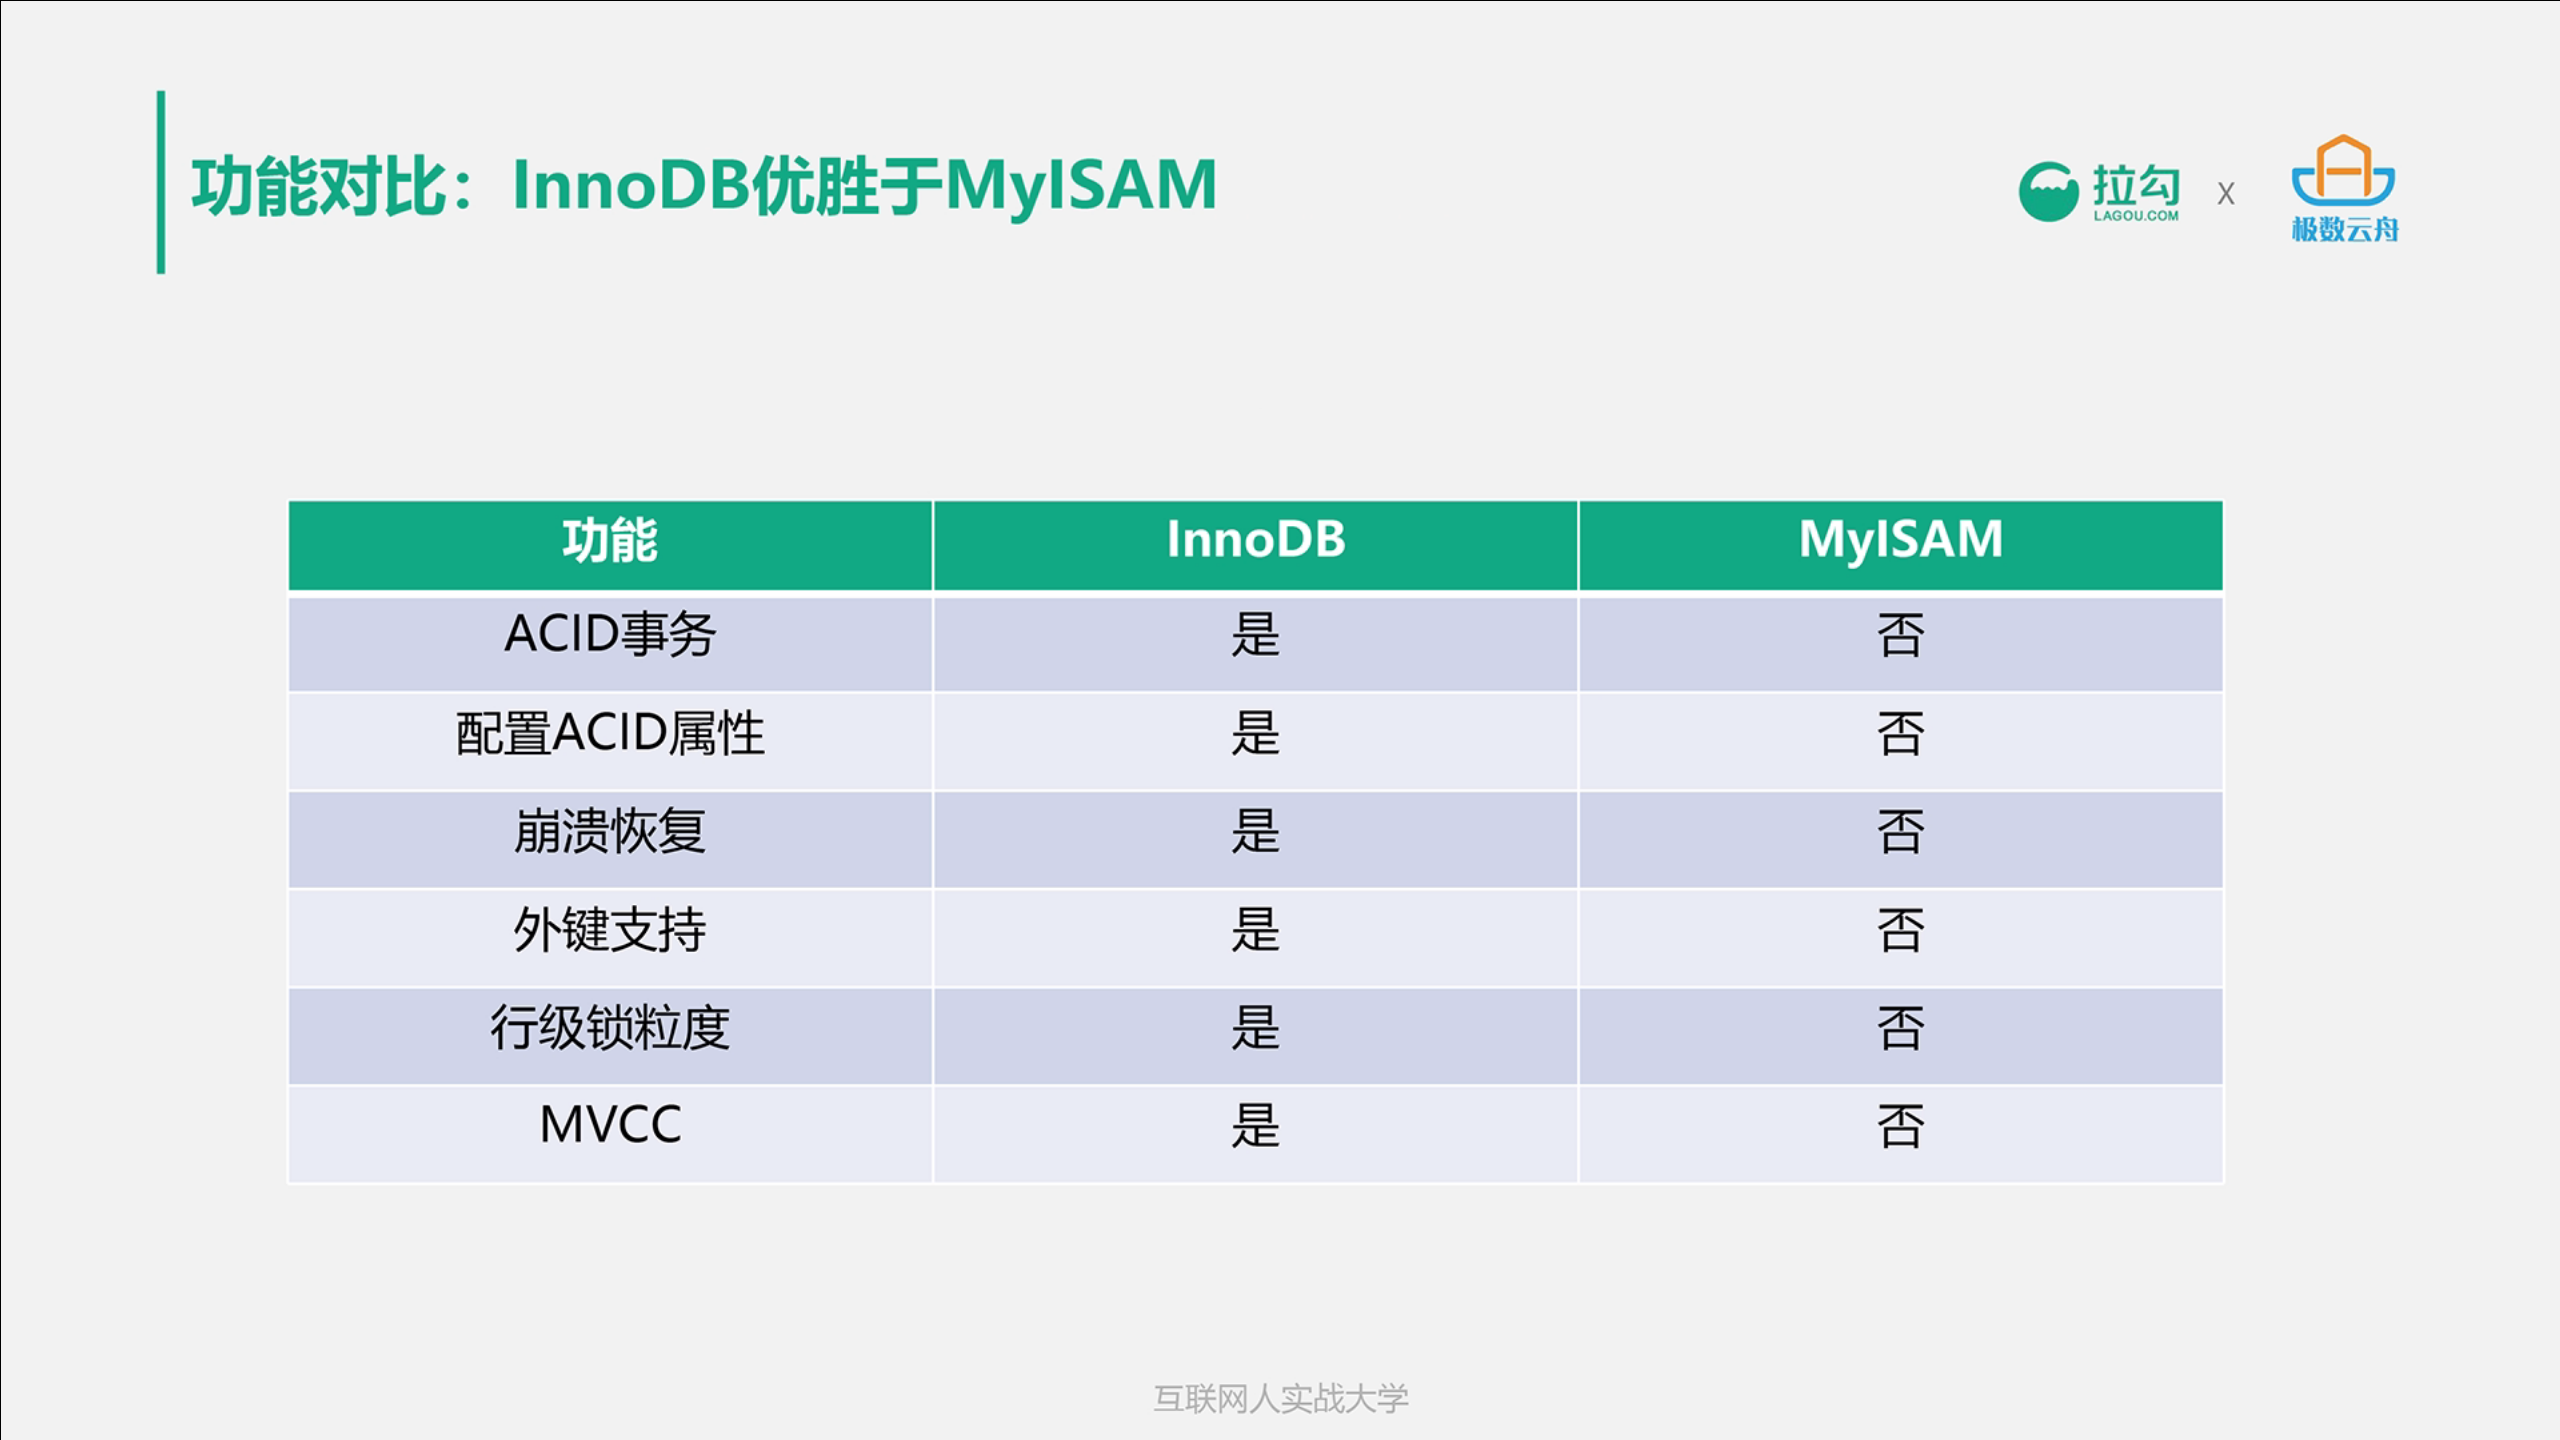 功能对比：InnoDB优胜于MyISAM
拉勾
LAGOU.COM
X
极数云舟
功能 InnoDB MyISAM
ACID事务 是 否
配置ACID属性 是 否
崩溃恢复 是 否
外键支持 是 否
行级锁粒度 是 否
MVCC 是 否
互联网人实战大学